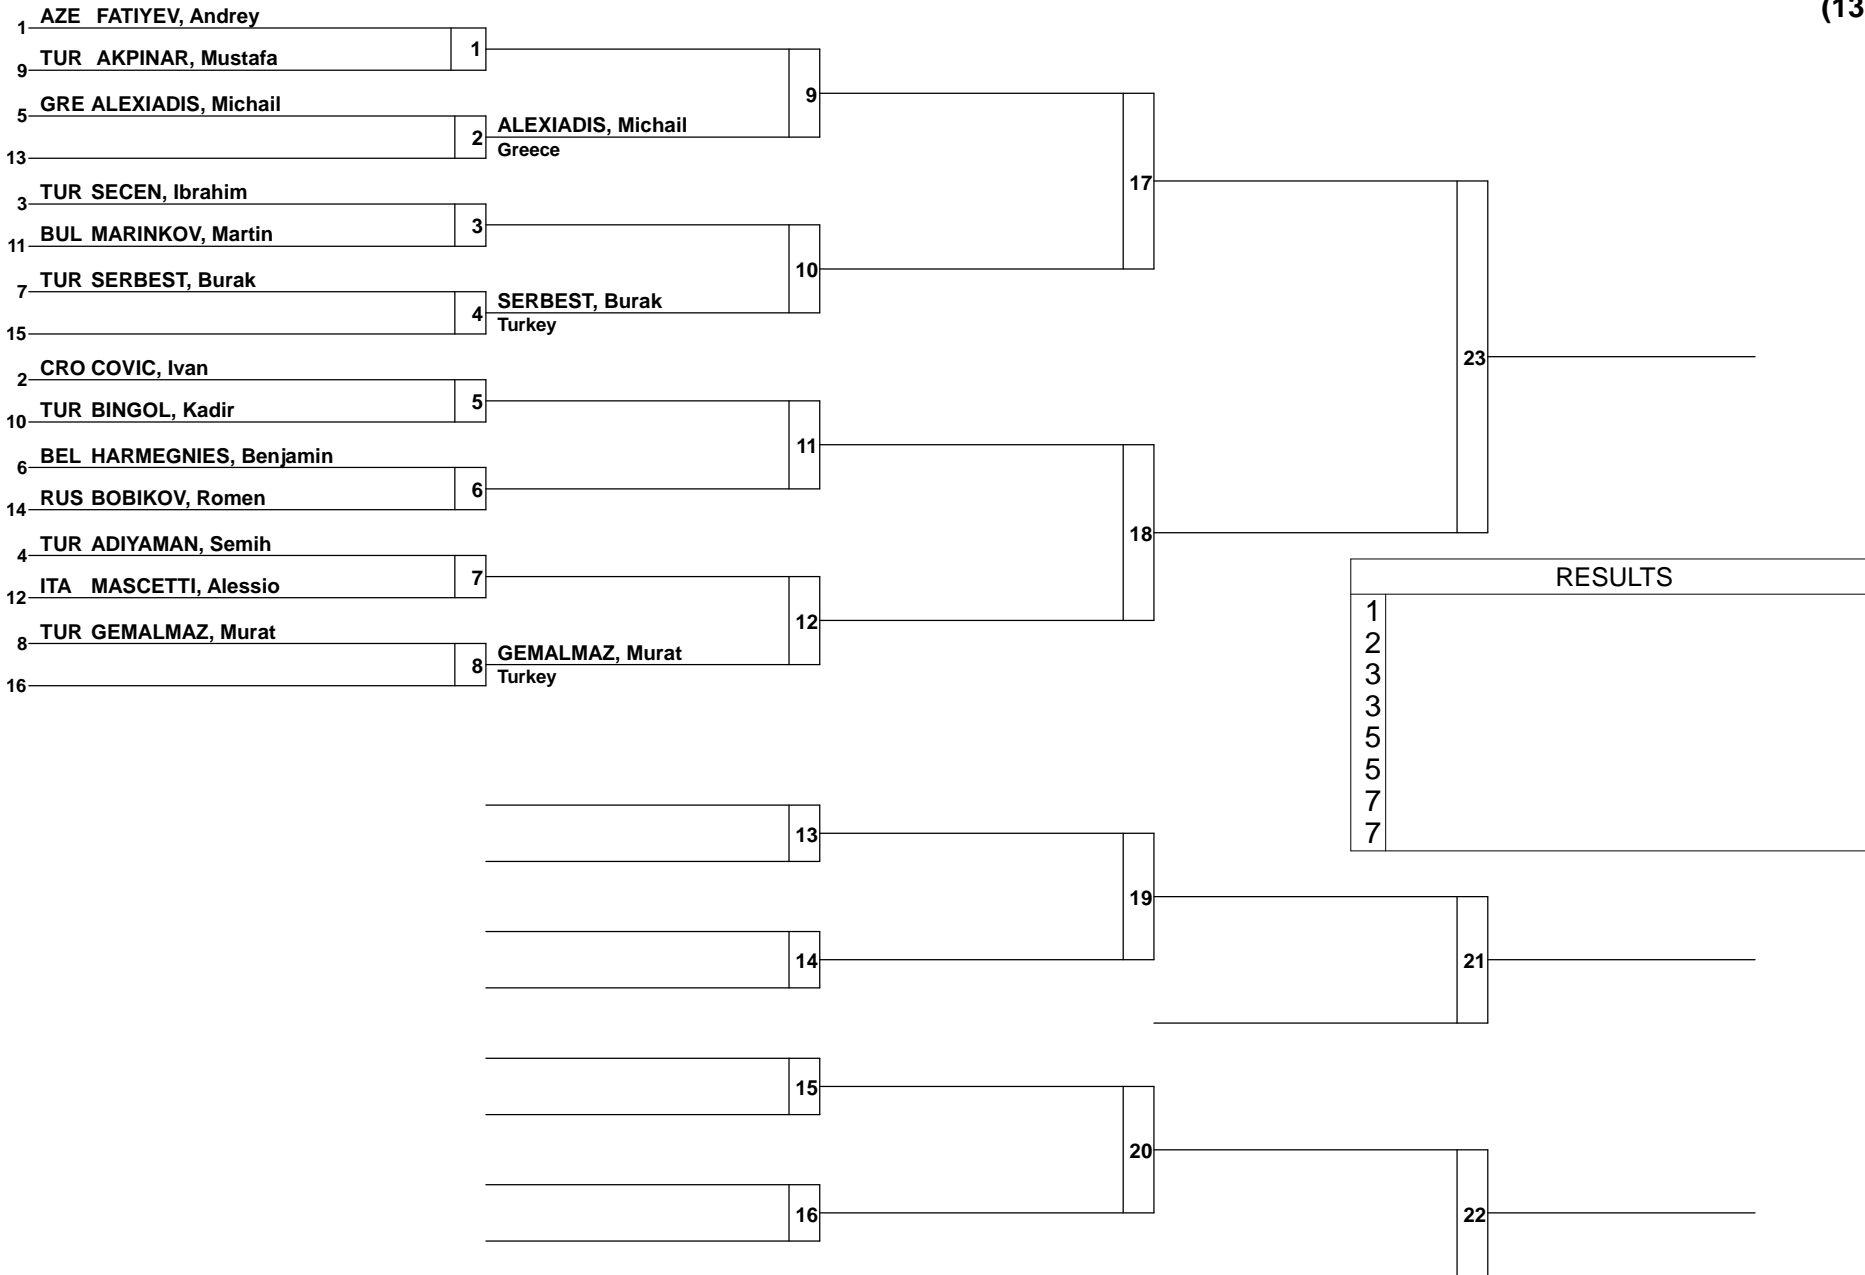 (13
1 AZE FATIYEV, Andrey
1
9 TUR AKPINAR, Mustafa
9
5 GRE ALEXIADIS, Michail
2 ALEXIADIS, Michail
Greece
13
17
3 TUR SECEN, Ibrahim
3
11 BUL MARINKOV, Martin
10
7 TUR SERBEST, Burak
4 SERBEST, Burak
Turkey
15
23
2 CRO COVIC, Ivan
5
10 TUR BINGOL, Kadir
11
6 BEL HARMEGNIES, Benjamin
6
14 RUS BOBIKOV, Romen
18
4 TUR ADIYAMAN, Semih
7
12 ITA MASCETTI, Alessio
12
8 TUR GEMALMAZ, Murat
8 GEMALMAZ, Murat
Turkey
16
RESULTS
1
2
3
3
5
5
7
7
13
19
14
21
15
20
16
22